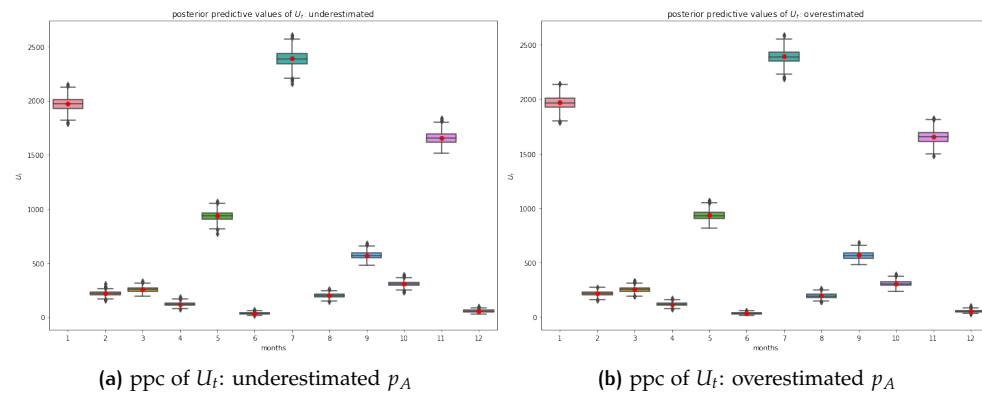 posterior predictive values of U_t: underestimated
2500
2000
1500
1000
500
0
U_t
1 2 3 4 5 6 7 8 9 10 11 12
months
(a) ppc of U_t: underestimated p_A
posterior predictive values of U_t: overestimated
2500
2000
1500
1000
500
0
U_t
1 2 3 4 5 6 7 8 9 10 11 12
months
(b) ppc of U_t: overestimated p_A